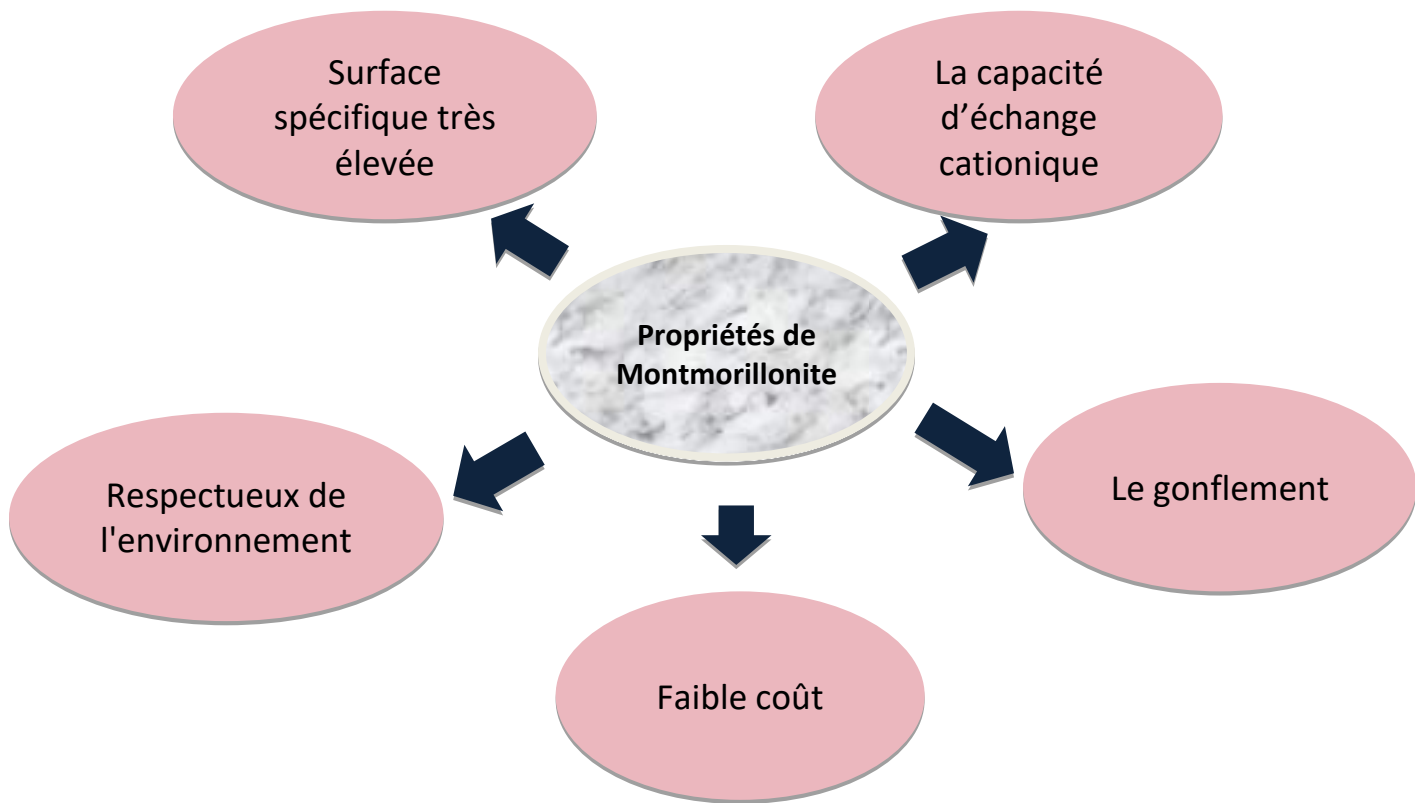 Surface
spécifique très
élevée
La capacité
d’échange
cationique
Propriétés de
Montmorillonite
Respectueux de
l'environnement
Le gonflement
Faible coût